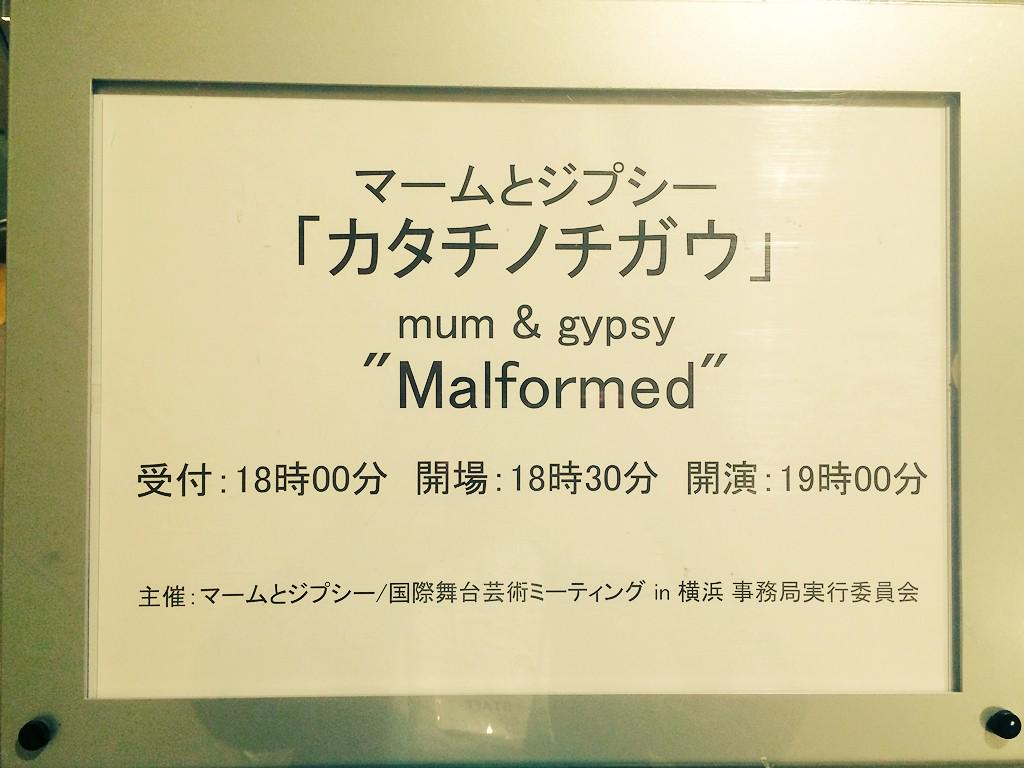 マームとジプシー
「カタチノチガウ」
mum & gypsy
"Malformed"
受付:18時00分 開場:18時30分 開演:19時00分
主催:マームとジプシー/国際舞台芸術ミーティング in 横浜 事務局実行委員会